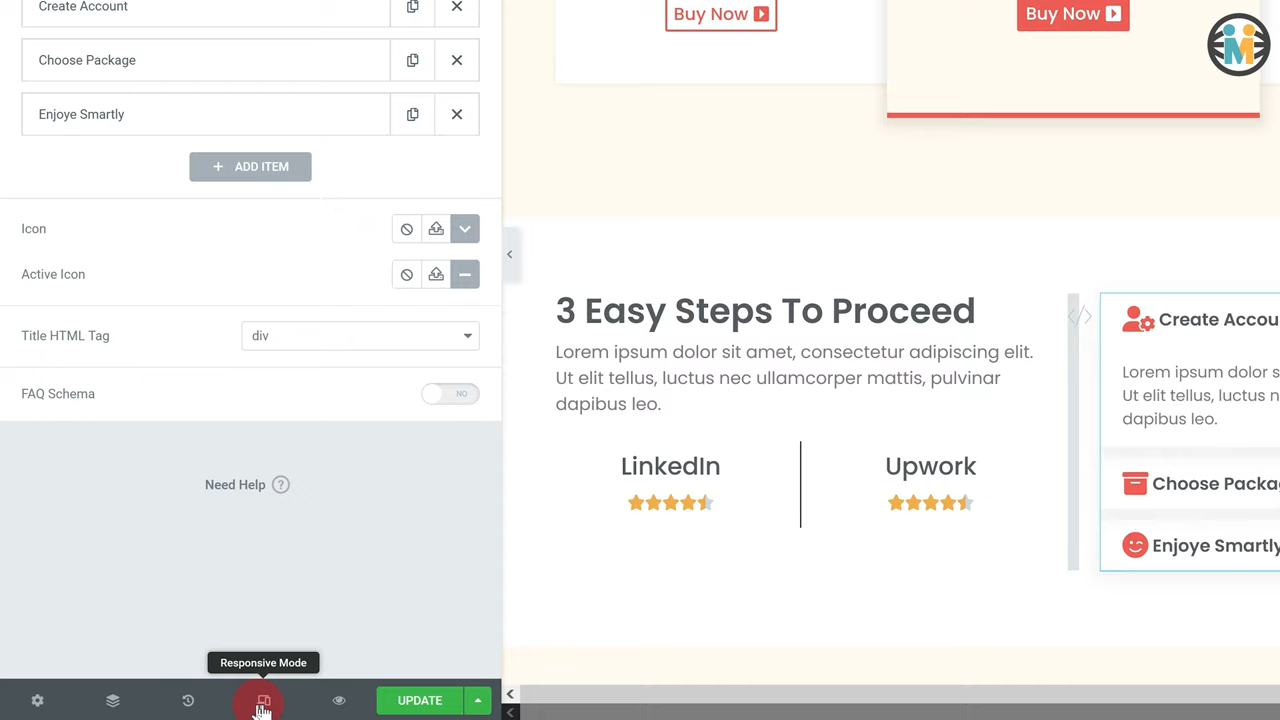 Create Account
Choose Package
Enjoye Smartly
+ ADD ITEM
Icon
Active Icon
Title HTML Tag
div
FAQ Schema
NO
Need Help ?
Responsive Mode
UPDATE
Buy Now
Buy Now
M
3 Easy Steps To Proceed
Lorem ipsum dolor sit amet, consectetur adipiscing elit.
Ut elit tellus, luctus nec ullamcorper mattis, pulvinar
dapibus leo.
LinkedIn
Upwork
Create Accou
Lorem ipsum dolor s
Ut elit tellus, luctus n
dapibus leo.
Choose Packa
Enjoye Smartly